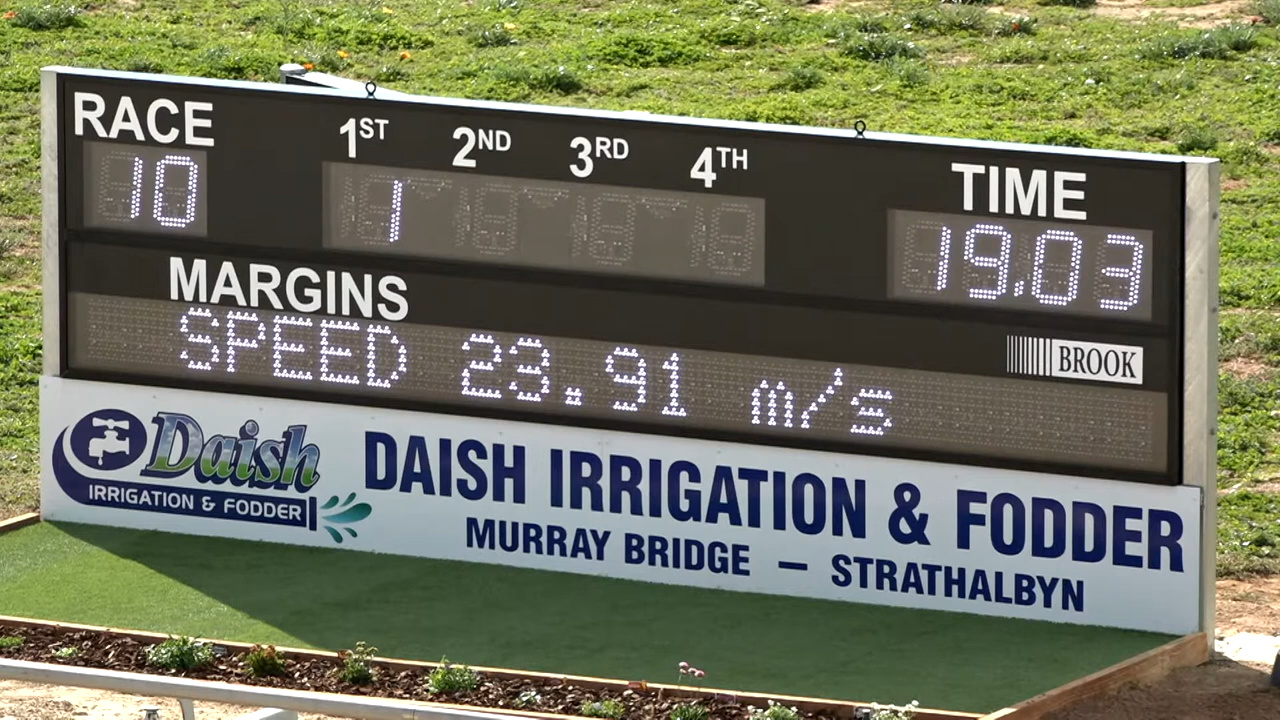 RACE 1ST 2ND 3RD 4TH TIME
10 1 19.03
MARGINS
SPEED 23.91 m/s
BROOK
Daish
IRRIGATION & FODDER
DAISH IRRIGATION & FODDER
MURRAY BRIDGE — STRATHALBYN